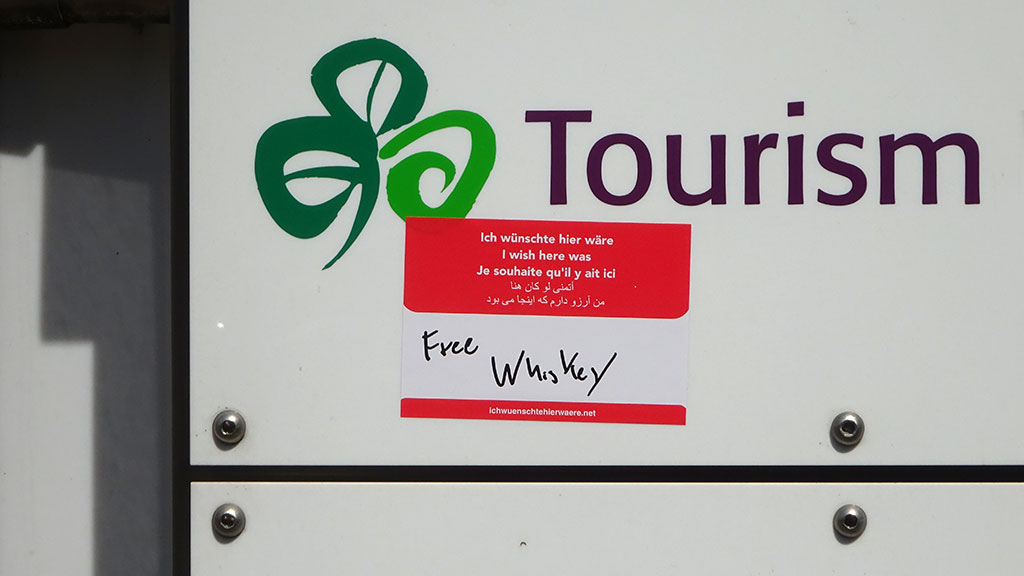 Tourism
Ich wünschte hier wäre
I wish here was
Je souhaite qu'il y ait ici
أتمنى لو كان هنا
من آرزو دارم که اینجا می بود
Free
Whiskey
ichwuenschtehierwaere.net